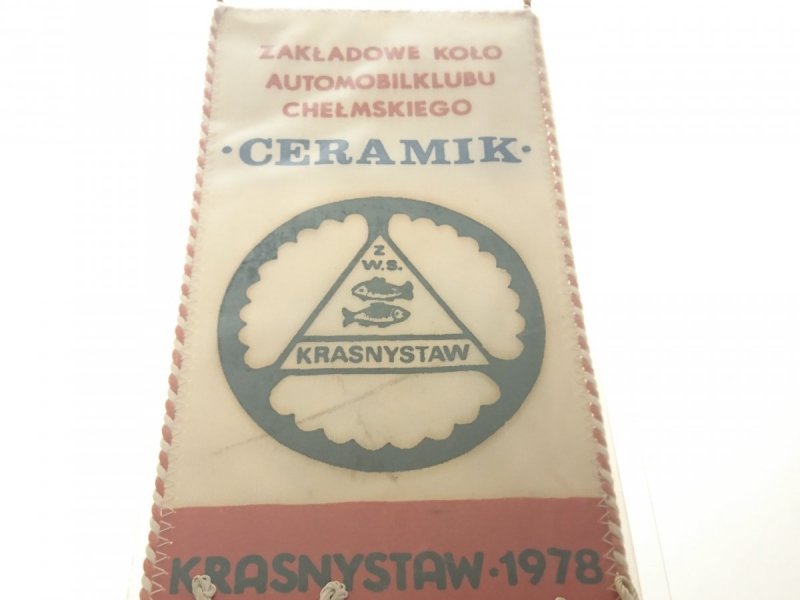 ZAKŁADOWE KOŁO
AUTOMOBILKLUBU
CHEŁMSKIEGO
·CERAMIK·
Z
W.S.
KRASNYSTAW
KRASNYSTAW·1978